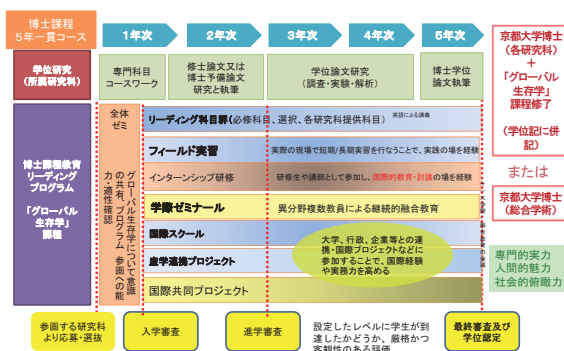 博士課程
5年一貫コース
1年次
2年次
3年次
4年次
5年次
学位研究
(所属研究科)
専門科目
コースワーク
修士論文又は
博士予備論文
研究と執筆
学位論文研究
(調査・実験・解析)
博士学位
論文執筆
京都大学博士
(各研究科)
+
「グローバル
生存学」
課程修了
(学位記に併
記)
または
京都大学博士
(総合学術)
専門的実力
人間的魅力
社会的俯瞰力
博士課程教育
リーディング
プログラム
「グローバル
生存学」
課程
全体
ゼミ
グローバル生存学について意識
の共有、プログラム 参画への能
力・適性確認
リーディング科目群(必修科目、選択、各研究科提供科目) 英語による講義
フィールド実習
実際の現場で短期/長期実習を行なうことで、実践の場を経験
インターンシップ研修
研修生や講師として参加し、国際的教育・討論の場を経験
学際ゼミナール
異分野複数教員による継続的融合教育
国際スクール
産学連携プロジェクト
国際共同プロジェクト
大学、行政、企業等との連
携・国際プロジェクトなどに
参加することで、国際経験
や実務力を高める
参画する研究科
より応募・選抜
入学審査
進学審査
設定したレベルに学生が到
達したかどうか、厳格かつ
客観性のある評価
最終審査及び
学位認定